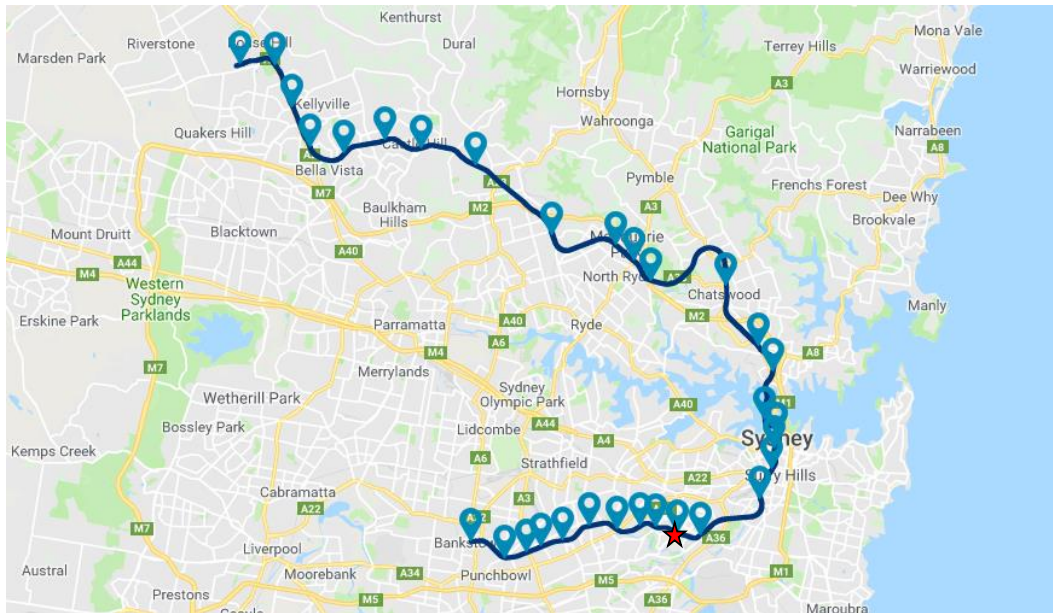 Kenthurst
Mona Vale
Riverstone
Dural
Terrey Hills
Marsden Park
Warriewood
A3
Hornsby
Kellyville
Wahroonga
Quakers Hill
Garigal
National Park
Narrabeen
A8
Bella Vista
Pymble
M7
Frenchs Forest
Dee Why
Baulkham
Hills
M2
A3
Brookvale
Mount Druitt
Blacktown
A44
A40
M4
North Ryde
Western
Sydney
Parklands
Chatswood
Manly
Erskine Park
Parramatta
A40
Ryde
M2
A6
M4
A8
M7
Merrylands
Sydney
Olympic Park
Wetherill Park
A40
M1
Bossley Park
Lidcombe
A44
A4
Sydney
Kemps Creek
A6
Strathfield
Surry Hills
A22
Cabramatta
A3
A22
M7
A36
Liverpool
Bankstown
Austral
Moorebank
A34
Punchbowl
M5
M1
Prestons
M5
A36
Maroubra